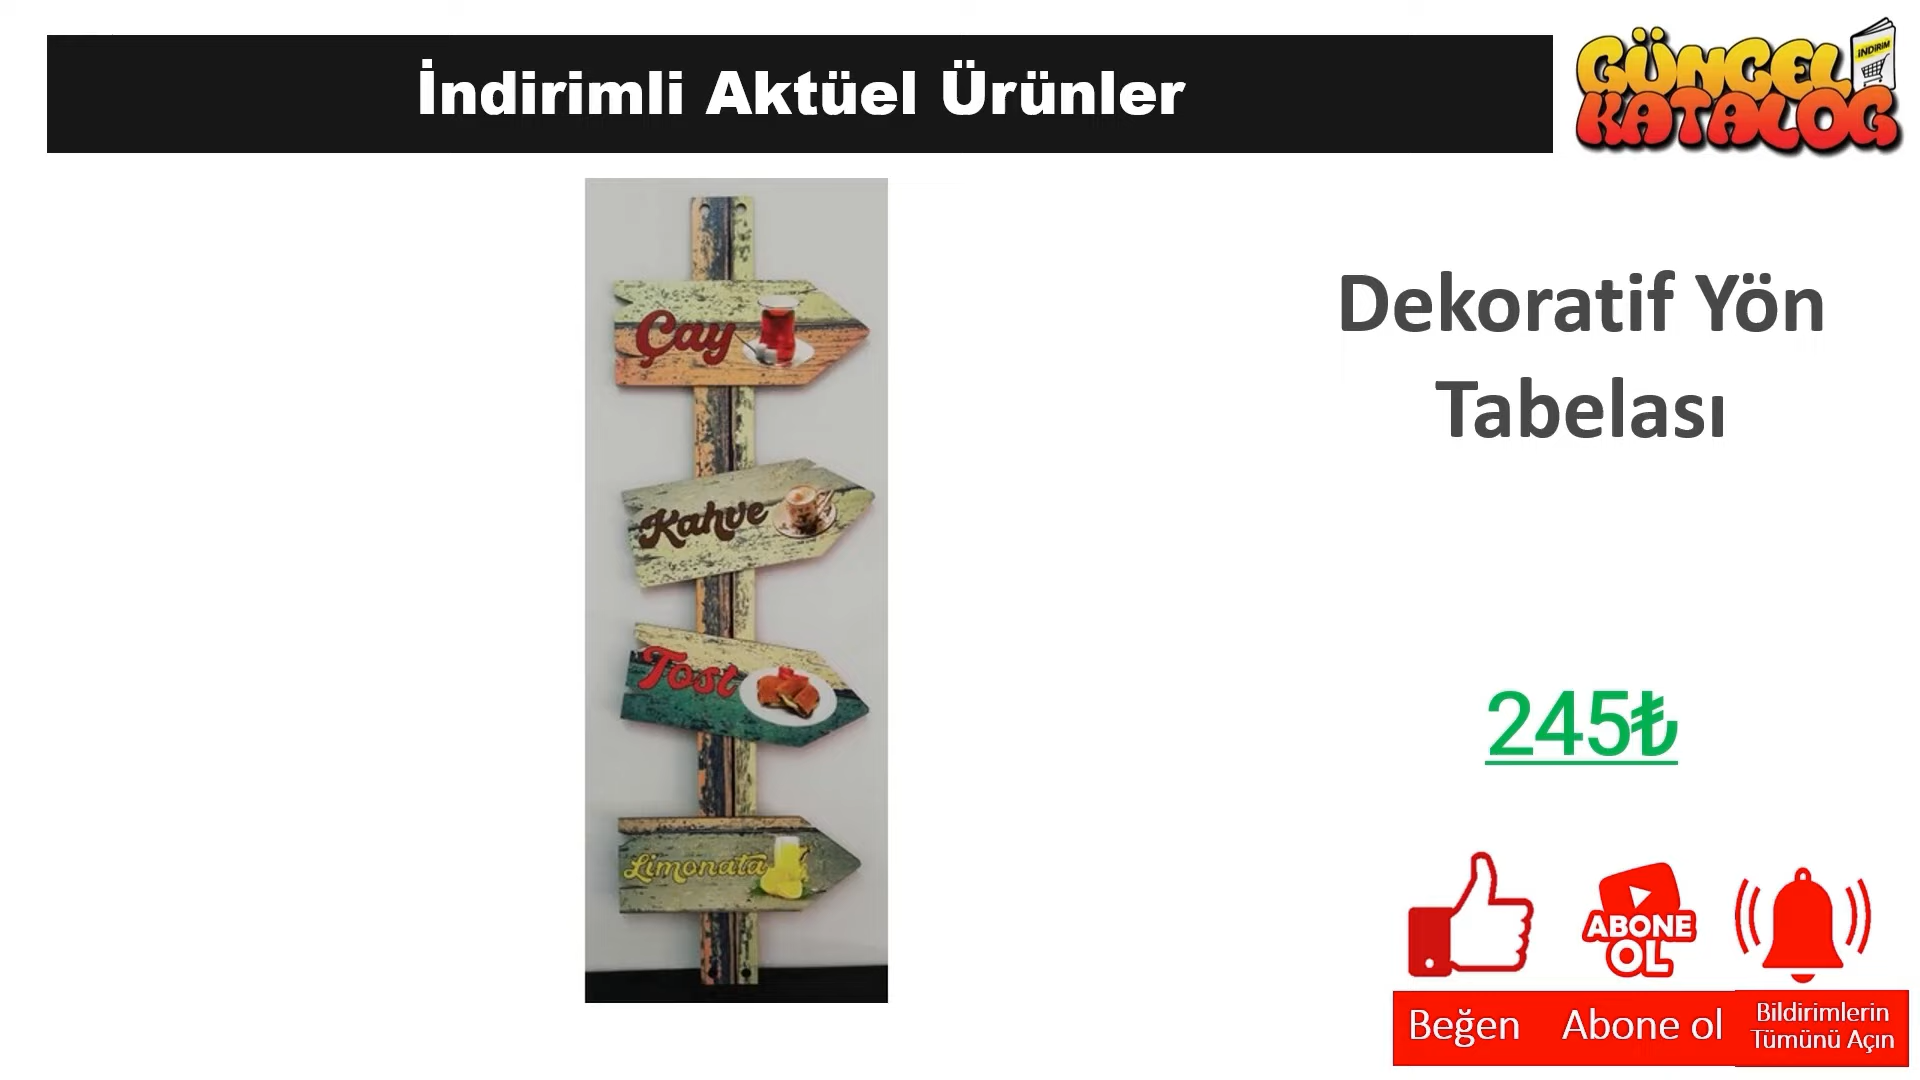 İndirimli Aktüel Ürünler
GÜNCEL
İNDİRİM
KATALOG
Çay
Kahve
Tost
Limonata
Dekoratif Yön
Tabelası
245₺
ABONE
OL
Beğen
Abone ol
Bildirimlerin
Tümünü Açın